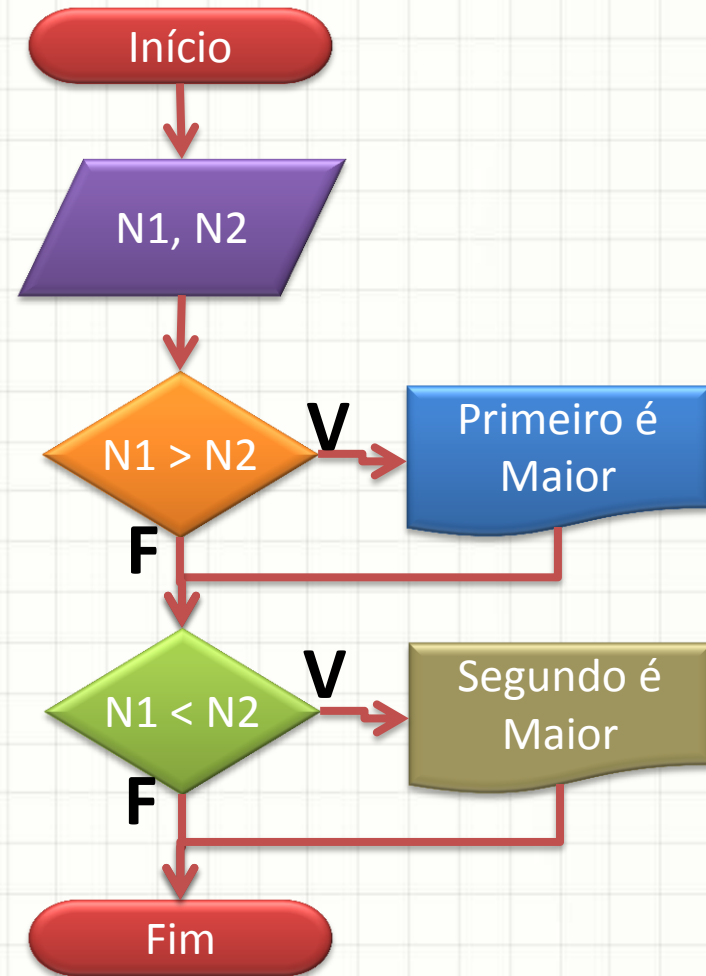 Início
N1, N2
N1 > N2
V
Primeiro é
Maior
F
N1 < N2
V
Segundo é
Maior
F
Fim